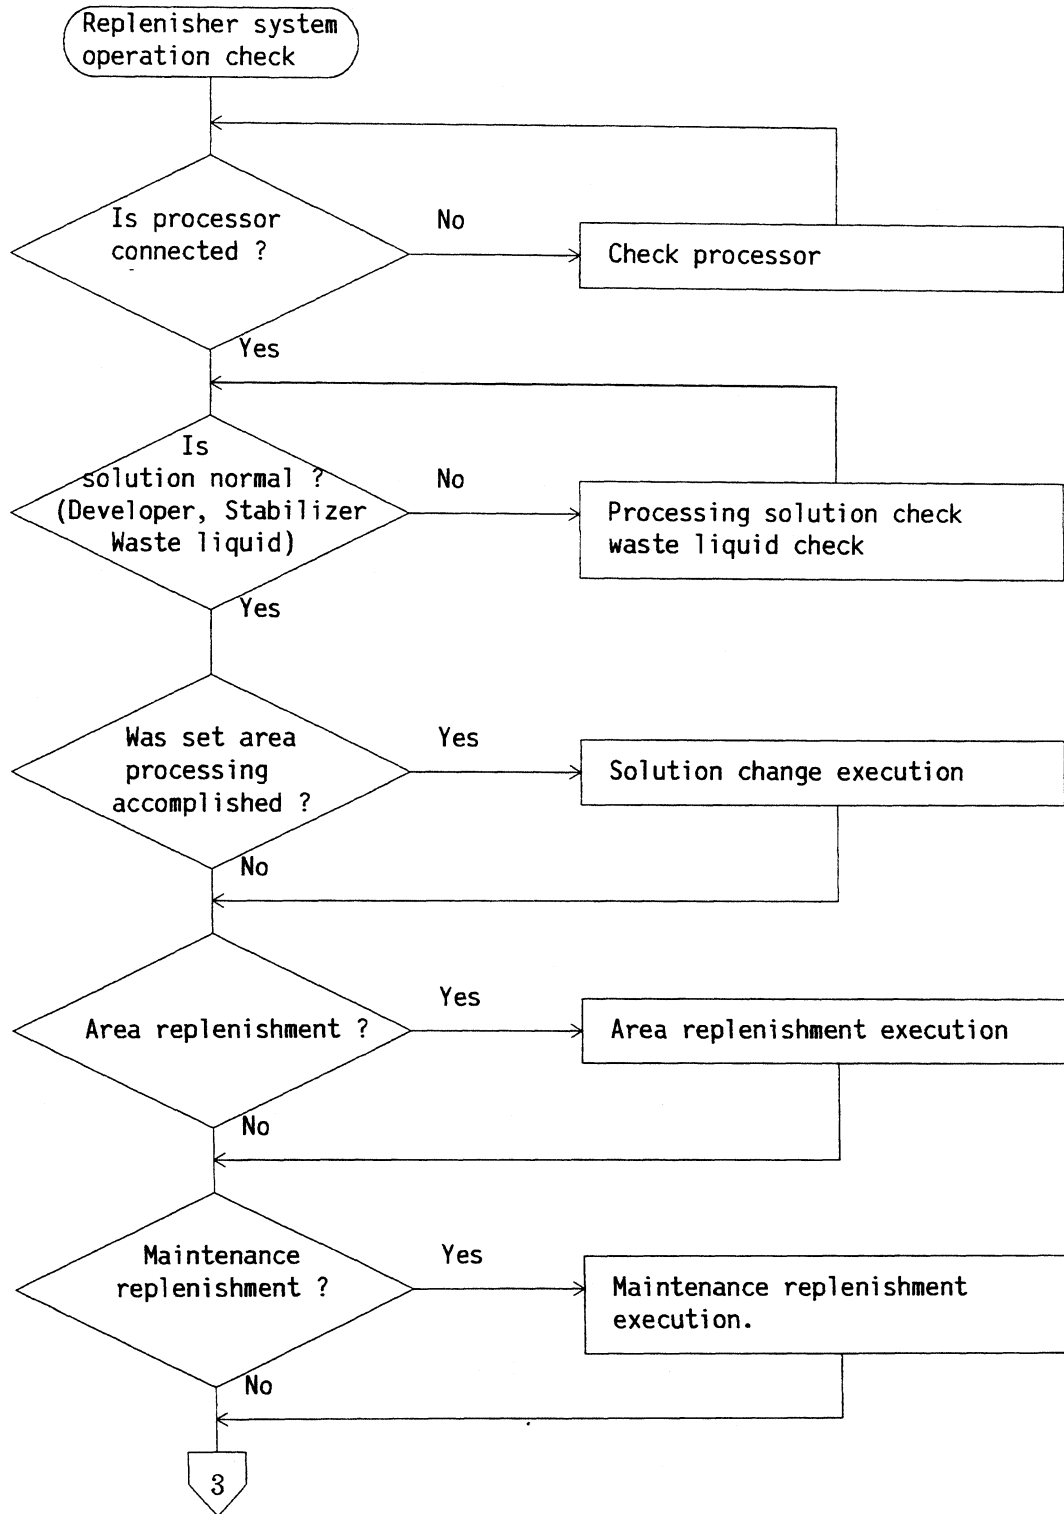 Replenisher system
operation check
Is processor
connected ?
No
Check processor
Yes
Is
solution normal ?
(Developer, Stabilizer
Waste liquid)
No
Processing solution check
waste liquid check
Yes
Was set area
processing
accomplished ?
Yes
Solution change execution
No
Area replenishment ?
Yes
Area replenishment execution
No
Maintenance
replenishment ?
Yes
Maintenance replenishment
execution.
No
3